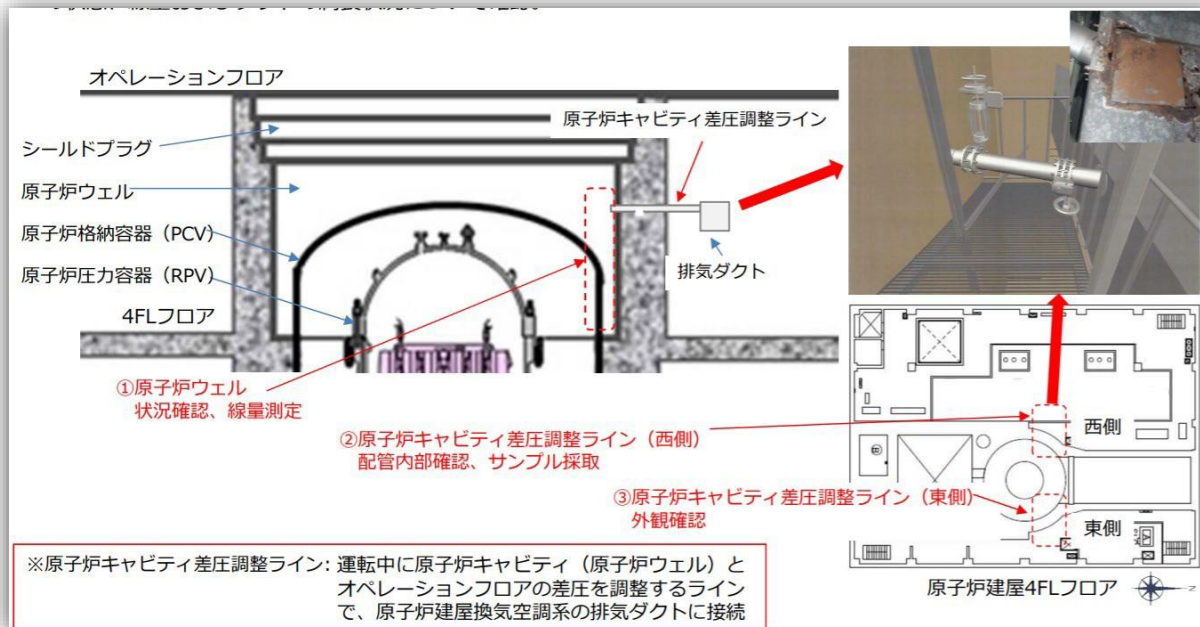 オペレーションフロア
原子炉キャビティ差圧調整ライン
シールドプラグ
原子炉ウェル
原子炉格納容器（PCV）
原子炉圧力容器（RPV）
排気ダクト
4FLフロア
①原子炉ウェル
状況確認、線量測定
②原子炉キャビティ差圧調整ライン（西側）
配管内部確認、サンプル採取
西側
③原子炉キャビティ差圧調整ライン（東側）
外観確認
東側
原子炉建屋4FLフロア
N
※原子炉キャビティ差圧調整ライン: 運転中に原子炉キャビティ（原子炉ウェル）と
オペレーションフロアの差圧を調整するライン
で、原子炉建屋換気空調系の排気ダクトに接続